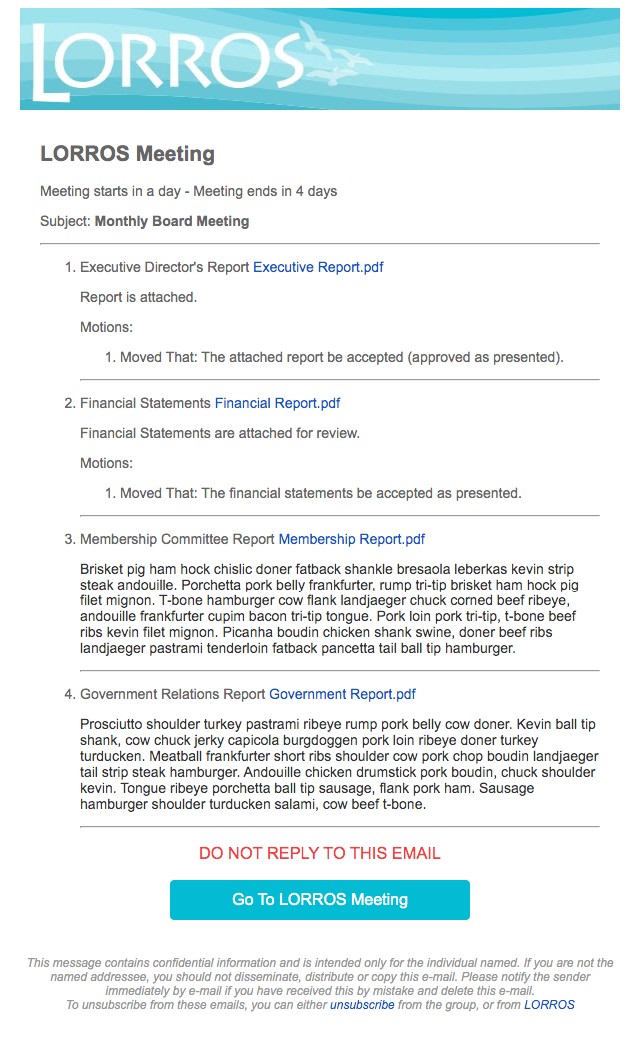 LORROS
LORROS Meeting
Meeting starts in a day - Meeting ends in 4 days
Subject: Monthly Board Meeting
1. Executive Director's Report Executive Report.pdf
Report is attached.
Motions:
1. Moved That: The attached report be accepted (approved as presented).
2. Financial Statements Financial Report.pdf
Financial Statements are attached for review.
Motions:
1. Moved That: The financial statements be accepted as presented.
3. Membership Committee Report Membership Report.pdf
Brisket pig ham hock chislic doner fatback shankle bresaola leberkas kevin strip
steak andouille. Porchetta pork belly frankfurter, rump tri-tip brisket ham hock pig
filet mignon. T-bone hamburger cow flank landjaeger chuck corned beef ribeye,
andouille frankfurter cupim bacon tri-tip tongue. Pork loin pork tri-tip, t-bone beef
ribs kevin filet mignon. Picanha boudin chicken shank swine, doner beef ribs
landjaeger pastrami tenderloin fatback pancetta tail ball tip hamburger.
4. Government Relations Report Government Report.pdf
Prosciutto shoulder turkey pastrami ribeye rump pork belly cow doner. Kevin ball tip
shank, cow chuck jerky capicola burgdoggen pork loin ribeye doner turkey
turducken. Meatball frankfurter short ribs shoulder cow pork chop boudin landjaeger
tail strip steak hamburger. Andouille chicken drumstick pork boudin, chuck shoulder
kevin. Tongue ribeye porchetta ball tip sausage, flank pork ham. Sausage
hamburger shoulder turducken salami, cow beef t-bone.
DO NOT REPLY TO THIS EMAIL
Go To LORROS Meeting
This message contains confidential information and is intended only for the individual named. If you are not the
named addressee, you should not disseminate, distribute or copy this e-mail. Please notify the sender
immediately by e-mail if you have received this by mistake and delete this e-mail.
To unsubscribe from these emails, you can either unsubscribe from the group, or from LORROS